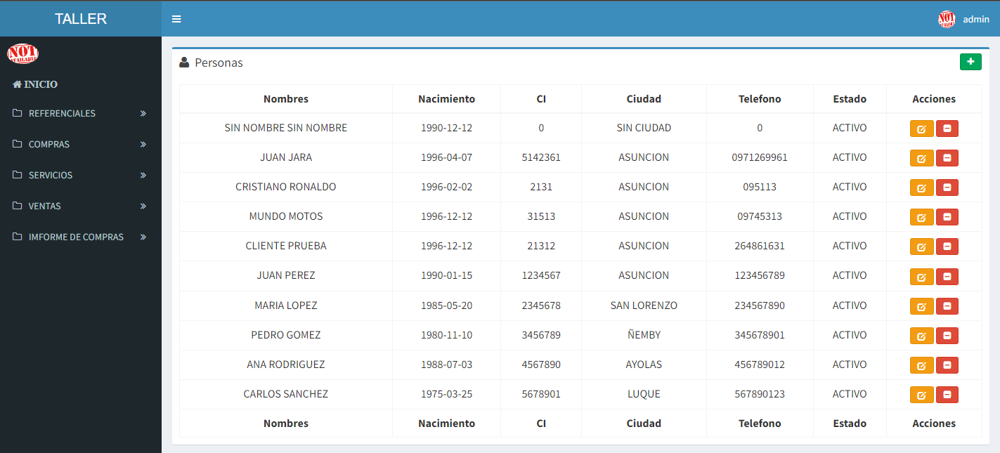 TALLER
NOT AVAILABLE admin
NOT AVAILABLE
INICIO
REFERENCIALES
COMPRAS
SERVICIOS
VENTAS
IMFORME DE COMPRAS
Personas
Nombres Nacimiento CI Ciudad Telefono Estado Acciones
SIN NOMBRE SIN NOMBRE 1990-12-12 0 SIN CIUDAD 0 ACTIVO
JUAN JARA 1996-04-07 5142361 ASUNCION 0971269961 ACTIVO
CRISTIANO RONALDO 1996-02-02 2131 ASUNCION 095113 ACTIVO
MUNDO MOTOS 1996-12-12 31513 ASUNCION 09745313 ACTIVO
CLIENTE PRUEBA 1996-12-12 21312 ASUNCION 264861631 ACTIVO
JUAN PEREZ 1990-01-15 1234567 ASUNCION 123456789 ACTIVO
MARIA LOPEZ 1985-05-20 2345678 SAN LORENZO 234567890 ACTIVO
PEDRO GOMEZ 1980-11-10 3456789 ÑEMBY 345678901 ACTIVO
ANA RODRIGUEZ 1988-07-03 4567890 AYOLAS 456789012 ACTIVO
CARLOS SANCHEZ 1975-03-25 5678901 LUQUE 567890123 ACTIVO
Nombres Nacimiento CI Ciudad Telefono Estado Acciones